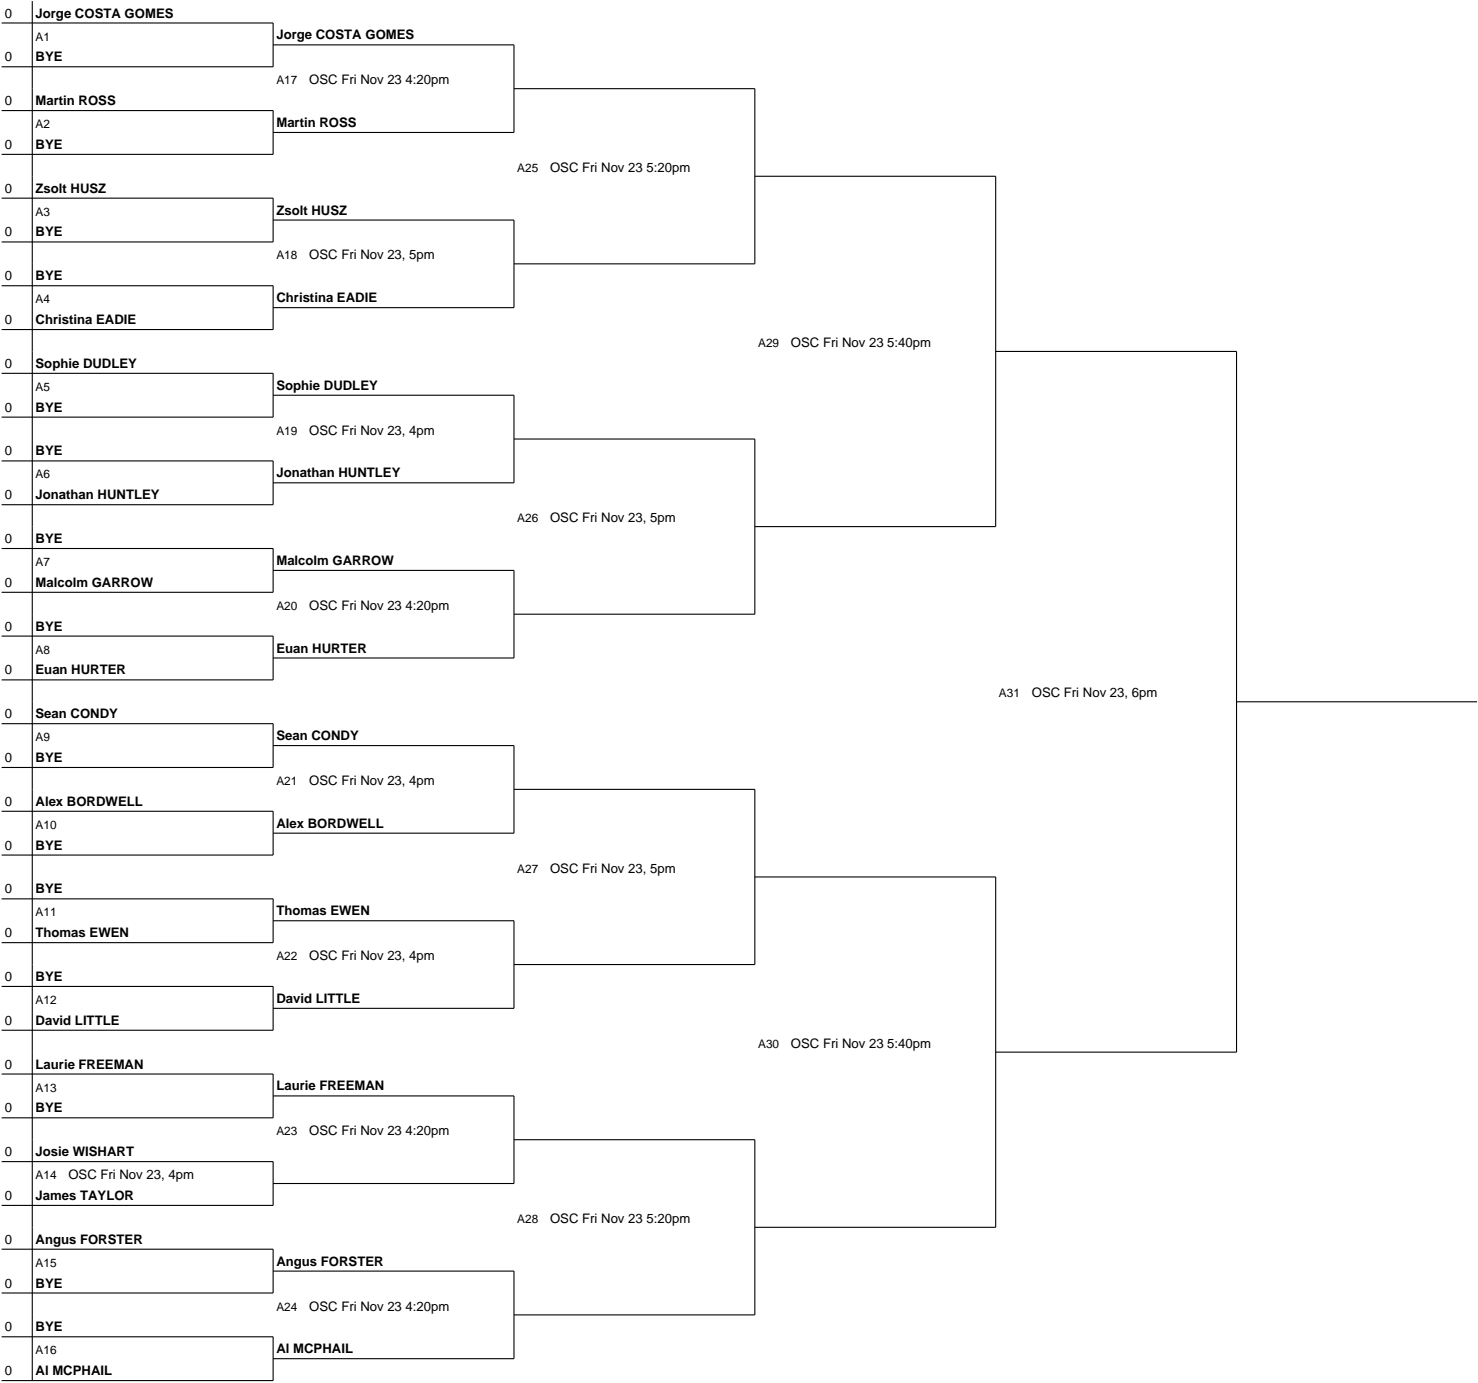 0 Jorge COSTA GOMES
A1
0 BYE
Jorge COSTA GOMES
A17 OSC Fri Nov 23 4:20pm
0 Martin ROSS
A2
0 BYE
Martin ROSS
A25 OSC Fri Nov 23 5:20pm
0 Zsolt HUSZ
A3
0 BYE
Zsolt HUSZ
A18 OSC Fri Nov 23, 5pm
0 BYE
A4
0 Christina EADIE
Christina EADIE
A29 OSC Fri Nov 23 5:40pm
0 Sophie DUDLEY
A5
0 BYE
Sophie DUDLEY
A19 OSC Fri Nov 23, 4pm
0 BYE
A6
0 Jonathan HUNTLEY
Jonathan HUNTLEY
A26 OSC Fri Nov 23, 5pm
0 BYE
A7
0 Malcolm GARROW
Malcolm GARROW
A20 OSC Fri Nov 23 4:20pm
0 BYE
A8
0 Euan HURTER
Euan HURTER
A31 OSC Fri Nov 23, 6pm
0 Sean CONDY
A9
0 BYE
Sean CONDY
A21 OSC Fri Nov 23, 4pm
0 Alex BORDWELL
A10
0 BYE
Alex BORDWELL
A27 OSC Fri Nov 23, 5pm
0 BYE
A11
0 Thomas EWEN
Thomas EWEN
A22 OSC Fri Nov 23, 4pm
0 BYE
A12
0 David LITTLE
David LITTLE
A30 OSC Fri Nov 23 5:40pm
0 Laurie FREEMAN
A13
0 BYE
Laurie FREEMAN
A23 OSC Fri Nov 23 4:20pm
0 Josie WISHART
A14 OSC Fri Nov 23, 4pm
0 James TAYLOR
A28 OSC Fri Nov 23 5:20pm
0 Angus FORSTER
A15
0 BYE
Angus FORSTER
A24 OSC Fri Nov 23 4:20pm
0 BYE
A16
0 Al MCPHAIL
Al MCPHAIL